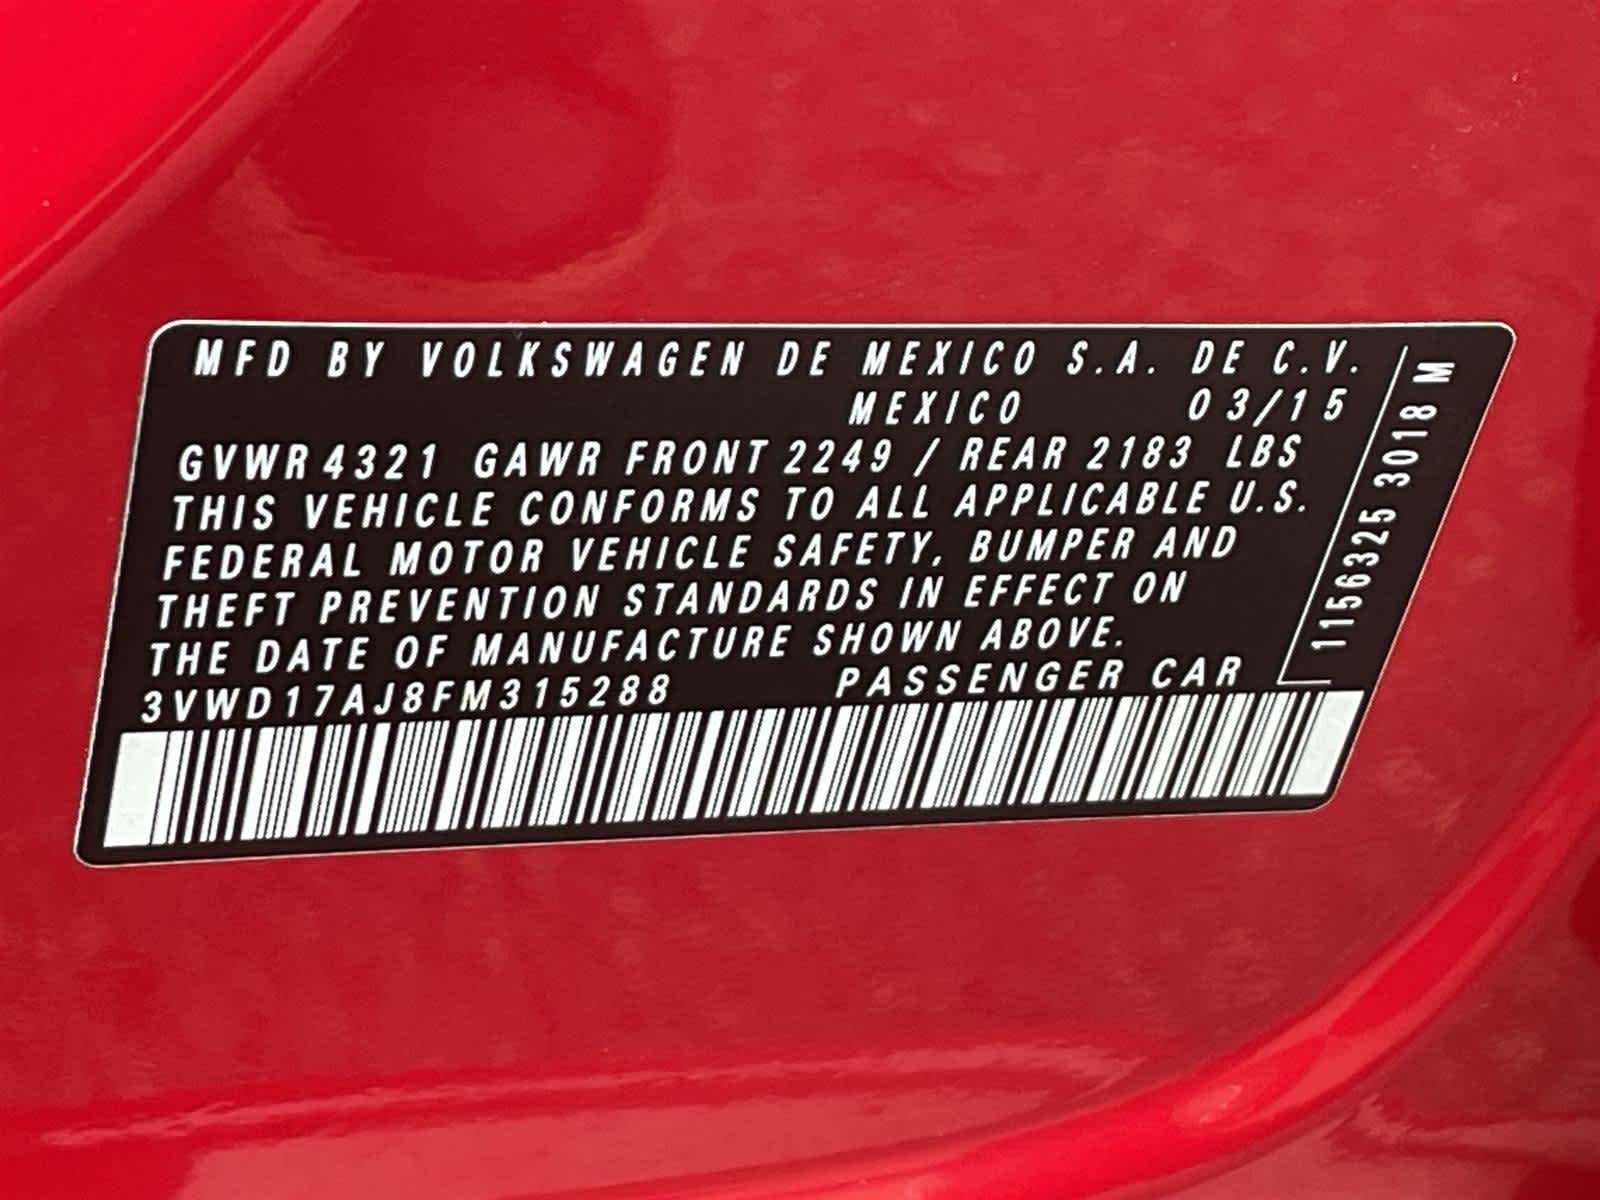 MFD BY VOLKSWAGEN DE MEXICO S.A. DE C.V.
MEXICO 03/15
GVWR 4321 GAWR FRONT 2249 / REAR 2183 LBS
THIS VEHICLE CONFORMS TO ALL APPLICABLE U.S.
FEDERAL MOTOR VEHICLE SAFETY, BUMPER AND
THEFT PREVENTION STANDARDS IN EFFECT ON
THE DATE OF MANUFACTURE SHOWN ABOVE.
3VWD17AJ8FM315288 PASSENGER CAR
1156325 3018 M